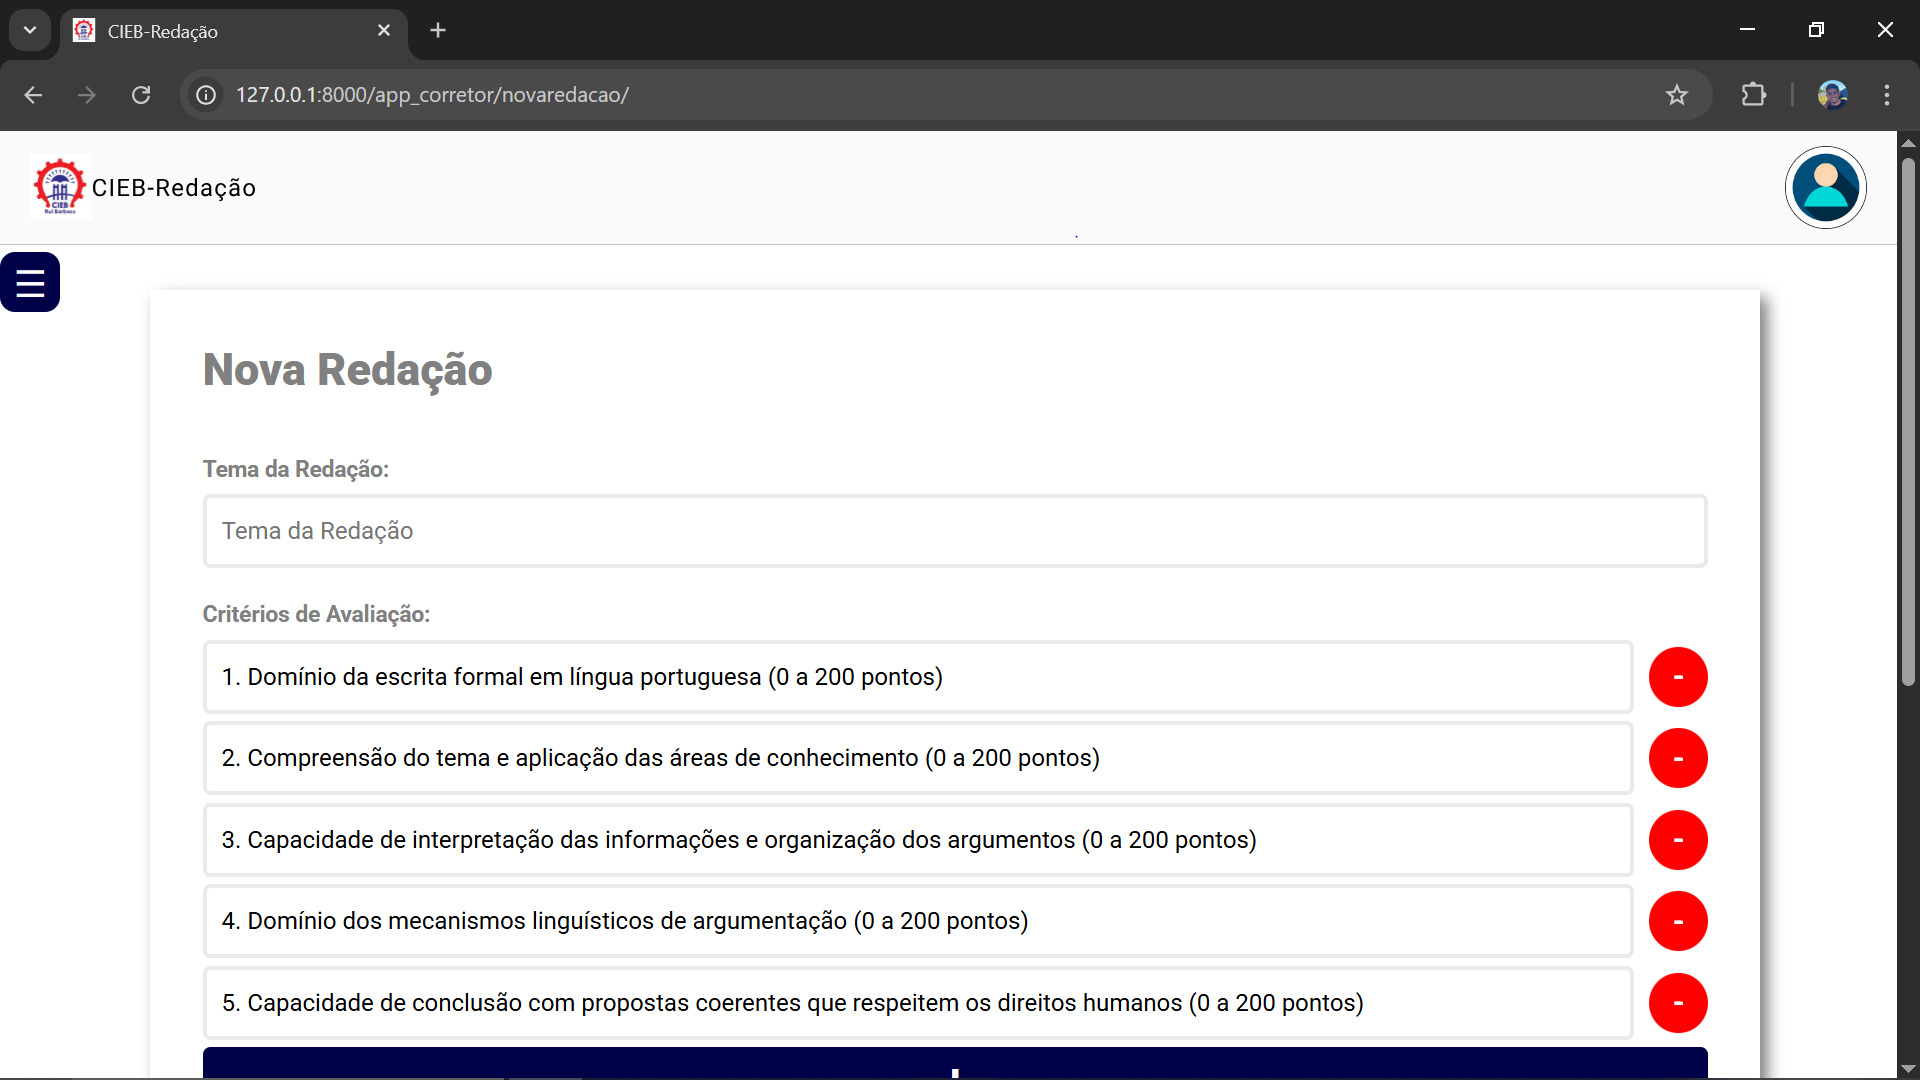 CIEB-Redação
127.0.0.1:8000/app_corretor/novaredacao/
CIEB
Rui Barbosa
CIEB-Redação
Nova Redação
Tema da Redação:
Tema da Redação
Critérios de Avaliação:
1. Domínio da escrita formal em língua portuguesa (0 a 200 pontos)
-
2. Compreensão do tema e aplicação das áreas de conhecimento (0 a 200 pontos)
-
3. Capacidade de interpretação das informações e organização dos argumentos (0 a 200 pontos)
-
4. Domínio dos mecanismos linguísticos de argumentação (0 a 200 pontos)
-
5. Capacidade de conclusão com propostas coerentes que respeitem os direitos humanos (0 a 200 pontos)
-